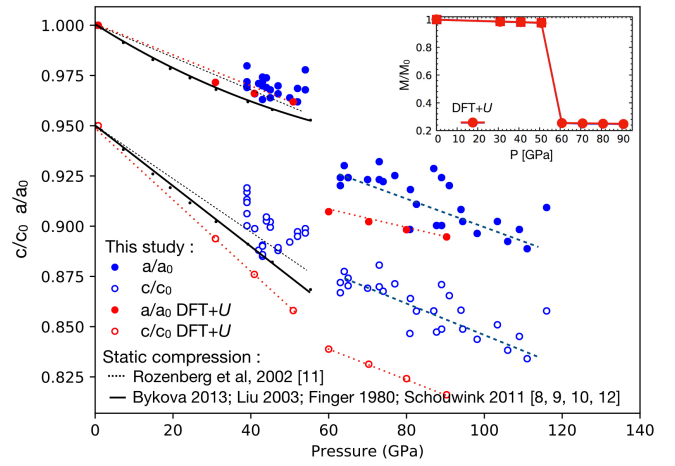 1.000
0.975
0.950
0.925
0.900
0.875
0.850
0.825
c/c0 a/a0
0 20 40 60 80 100 120 140
Pressure (GPa)
This study :
a/a0
c/c0
a/a0 DFT+U
c/c0 DFT+U
Static compression :
Rozenberg et al, 2002 [11]
Bykova 2013; Liu 2003; Finger 1980; Schouwink 2011 [8, 9, 10, 12]
1
0.8
0.6
0.4
0.2
M/M0
DFT+U
0 10 20 30 40 50 60 70 80 90
P [GPa]